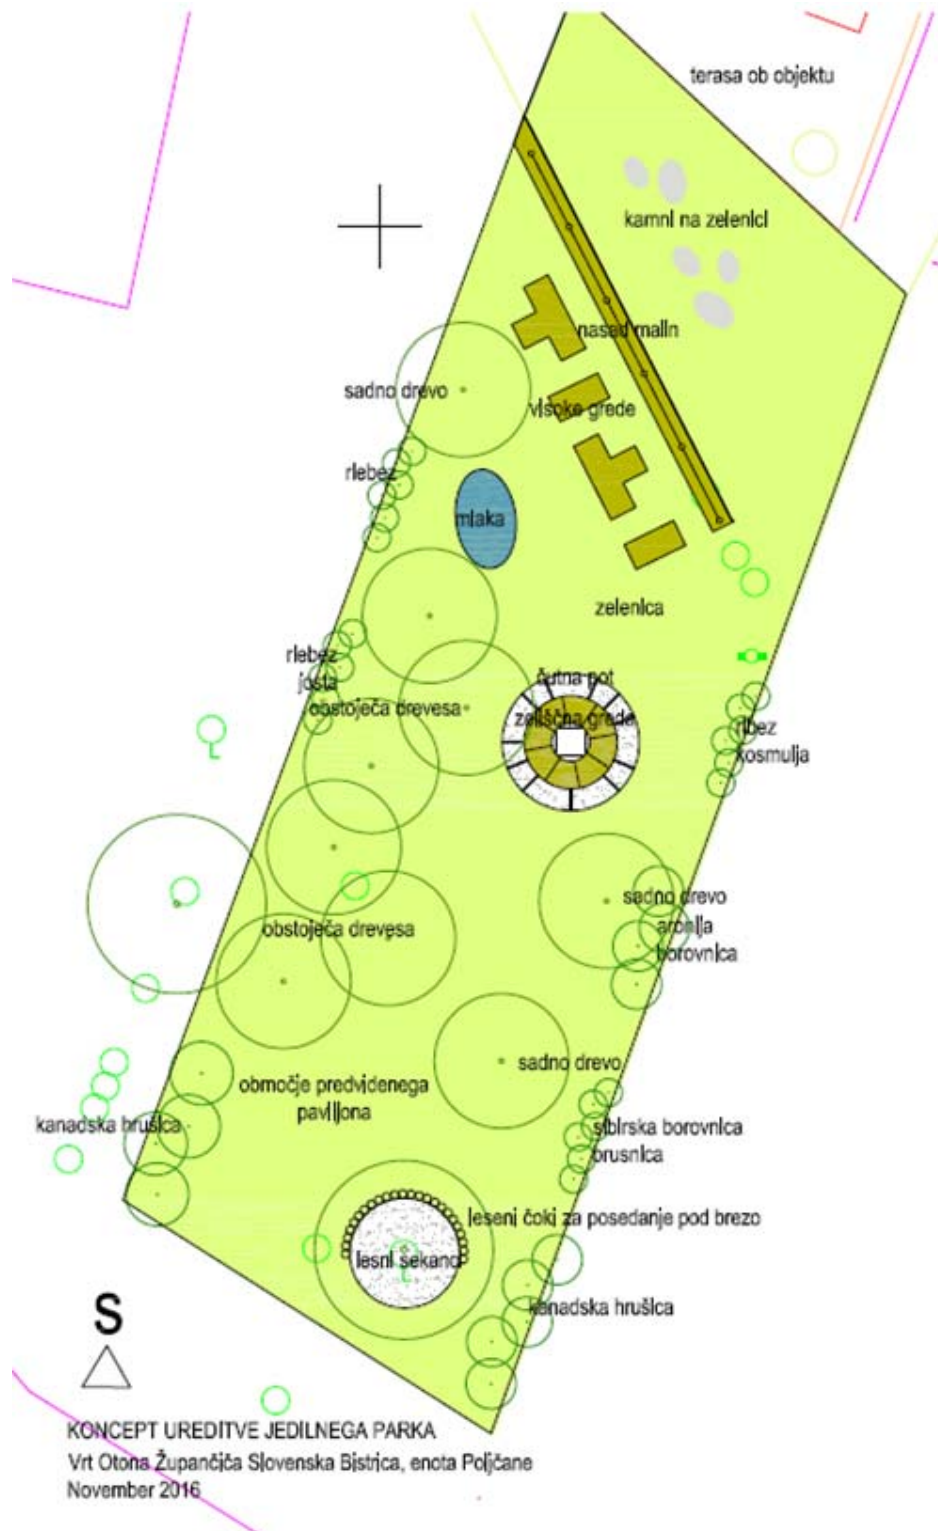 terasa ob objektu
kamni na zelenici
nasad malin
sadno drevo
visoke grede
ribez
mlaka
zelenica
ribez
josta
čutna pot
obstoječa drevesa
zeliščna greda
ribez
kosmulja
sadno drevo
aronija
borovnica
obstoječa drevesa
sadno drevo
območje predvidenega
paviljona
kanadska hrušica
sibirska borovnica
brusnica
leseni čoki za posedanje pod brezo
lesni sekanci
kanadska hrušica
S
KONCEPT UREDITVE JEDILNEGA PARKA
Vrt Otona Župančiča Slovenska Bistrica, enota Poljčane
November 2016